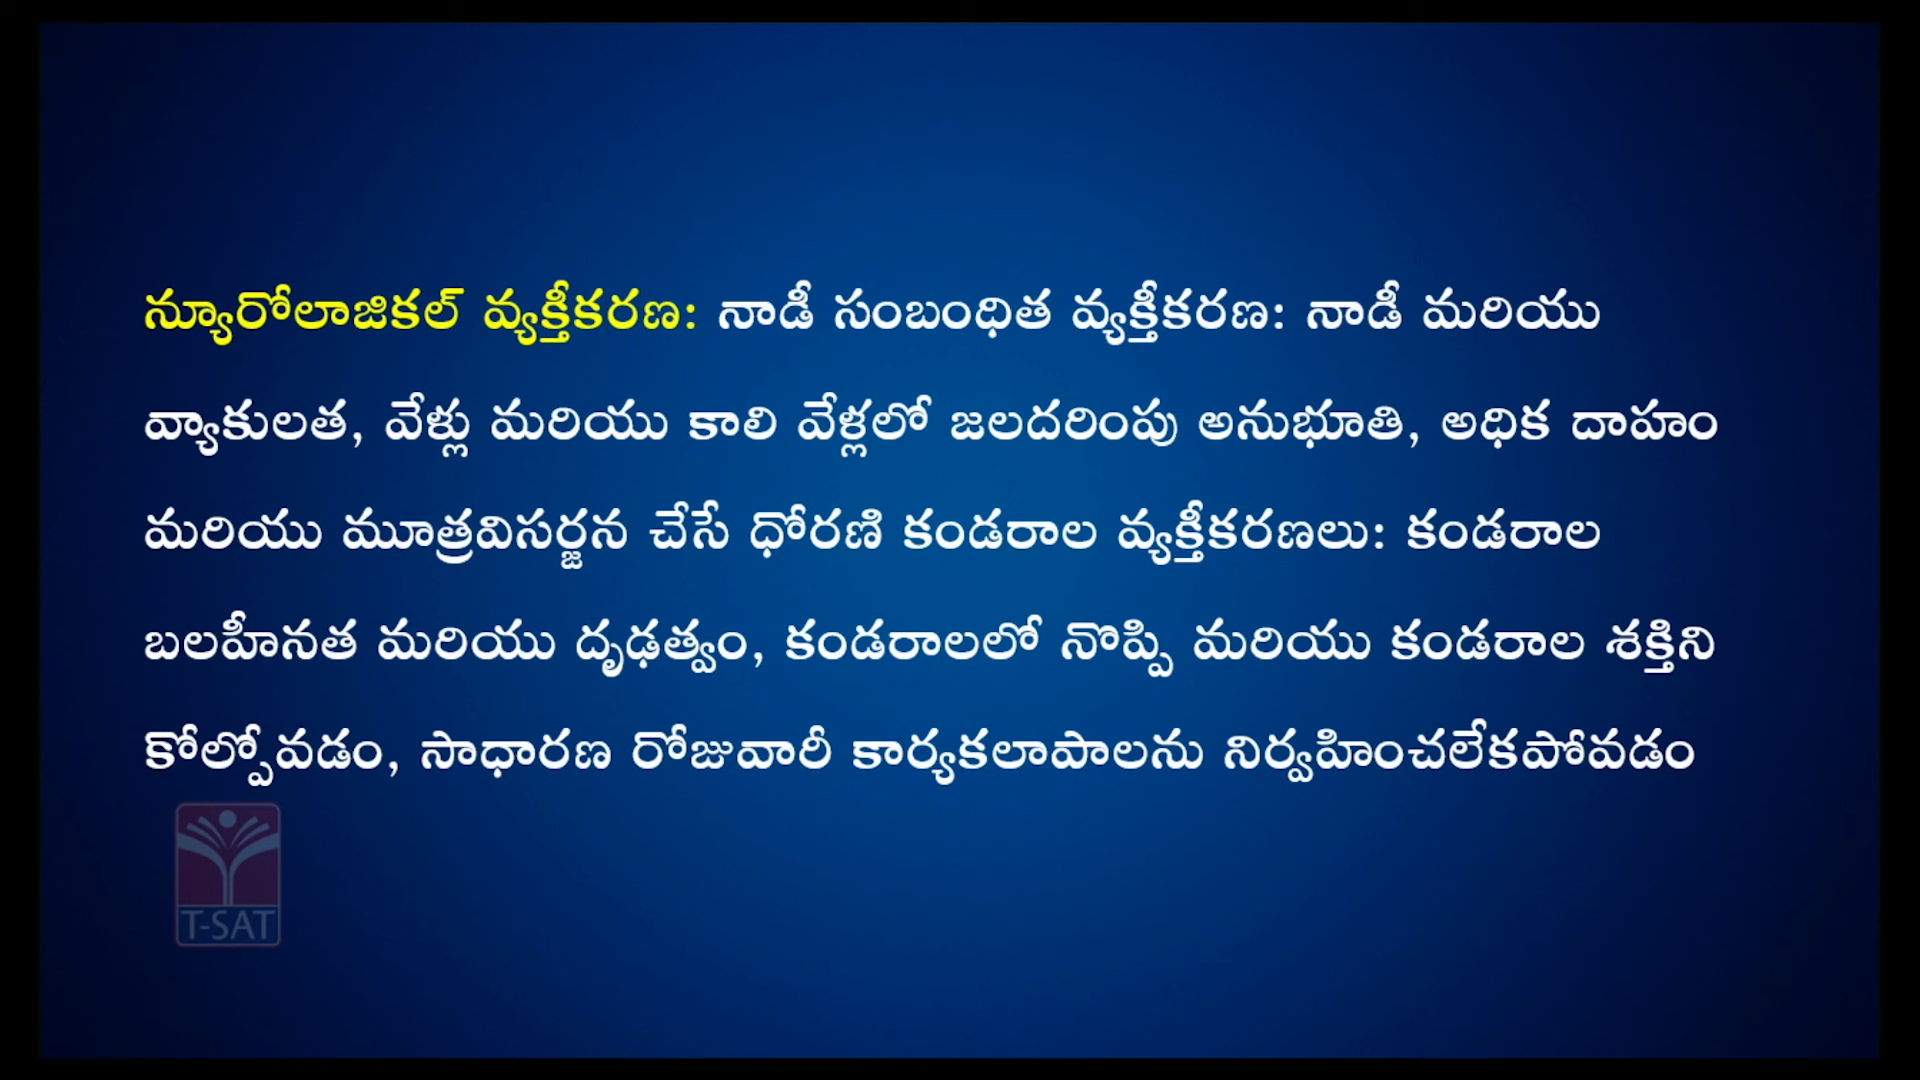 న్యూరోలాజికల్ వ్యక్తీకరణ: నాడీ సంబంధిత వ్యక్తీకరణ: నాడీ మరియు
వ్యాకులత, వేళ్లు మరియు కాలి వేళ్లలో జలదరింపు అనుభూతి, అధిక దాహం
మరియు మూత్రవిసర్జన చేసే ధోరణి కండరాల వ్యక్తీకరణలు: కండరాల
బలహీనత మరియు దృఢత్వం, కండరాలలో నొప్పి మరియు కండరాల శక్తిని
కోల్పోవడం, సాధారణ రోజువారీ కార్యకలాపాలను నిర్వహించలేకపోవడం
T-SAT